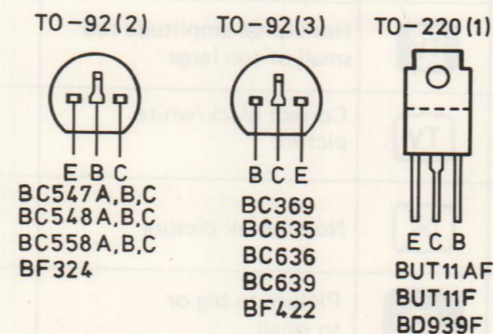 TO-92(2)
TO-92(3)
TO-220(1)
E B C
BC547A,B,C
BC548A,B,C
BC558A,B,C
BF324
B C E
BC369
BC635
BC636
BC639
BF422
E C B
BUT11AF
BUT11F
BD939F